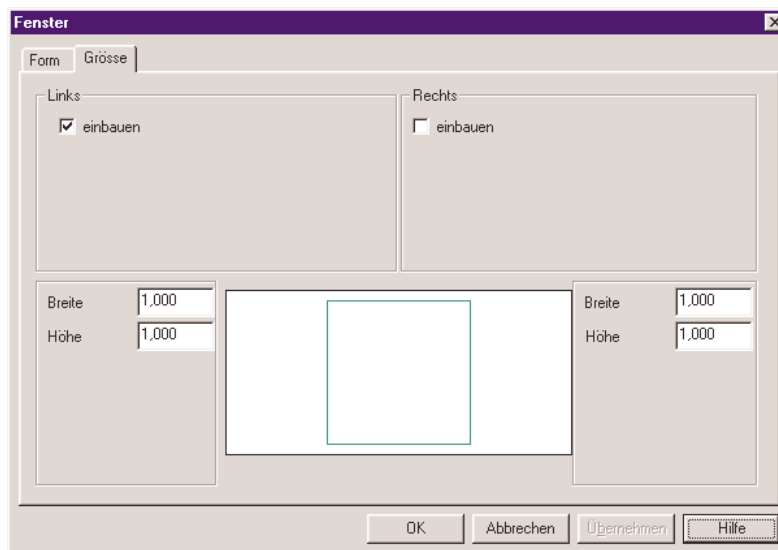 Fenster
Form Grösse
Links
einbauen
Rechts
einbauen
Breite 1,000
Höhe 1,000
Breite 1,000
Höhe 1,000
OK Abbrechen Übernehmen Hilfe